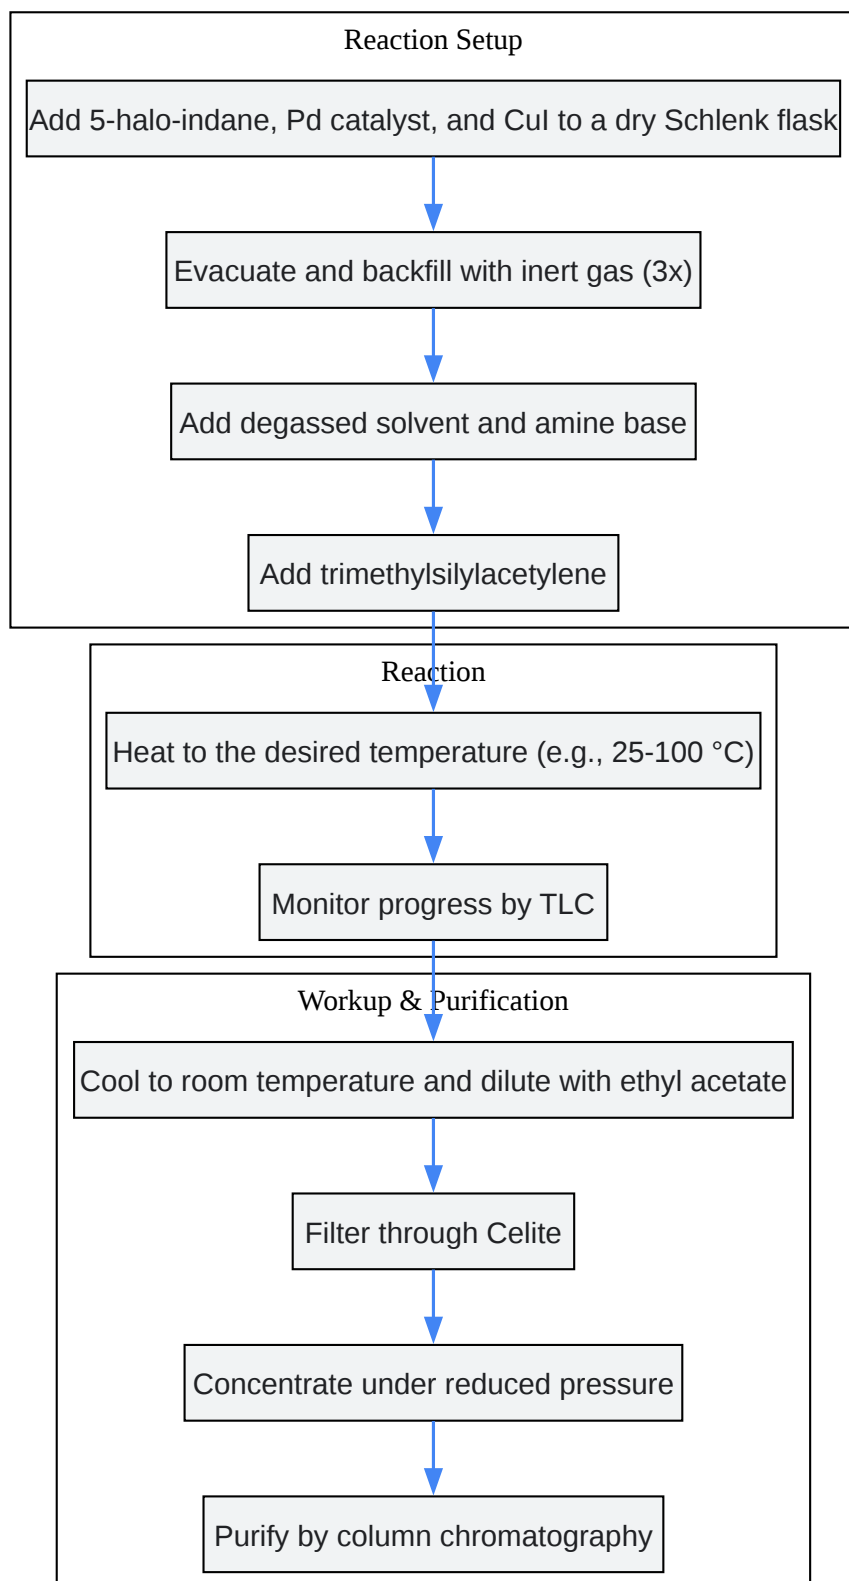 Reaction Setup
Add 5-halo-indane, Pd catalyst, and CuI to a dry Schlenk flask
Evacuate and backfill with inert gas (3x)
Add degassed solvent and amine base
Add trimethylsilylacetylene
Reaction
Heat to the desired temperature (e.g., 25-100 °C)
Monitor progress by TLC
Workup & Purification
Cool to room temperature and dilute with ethyl acetate
Filter through Celite
Concentrate under reduced pressure
Purify by column chromatography